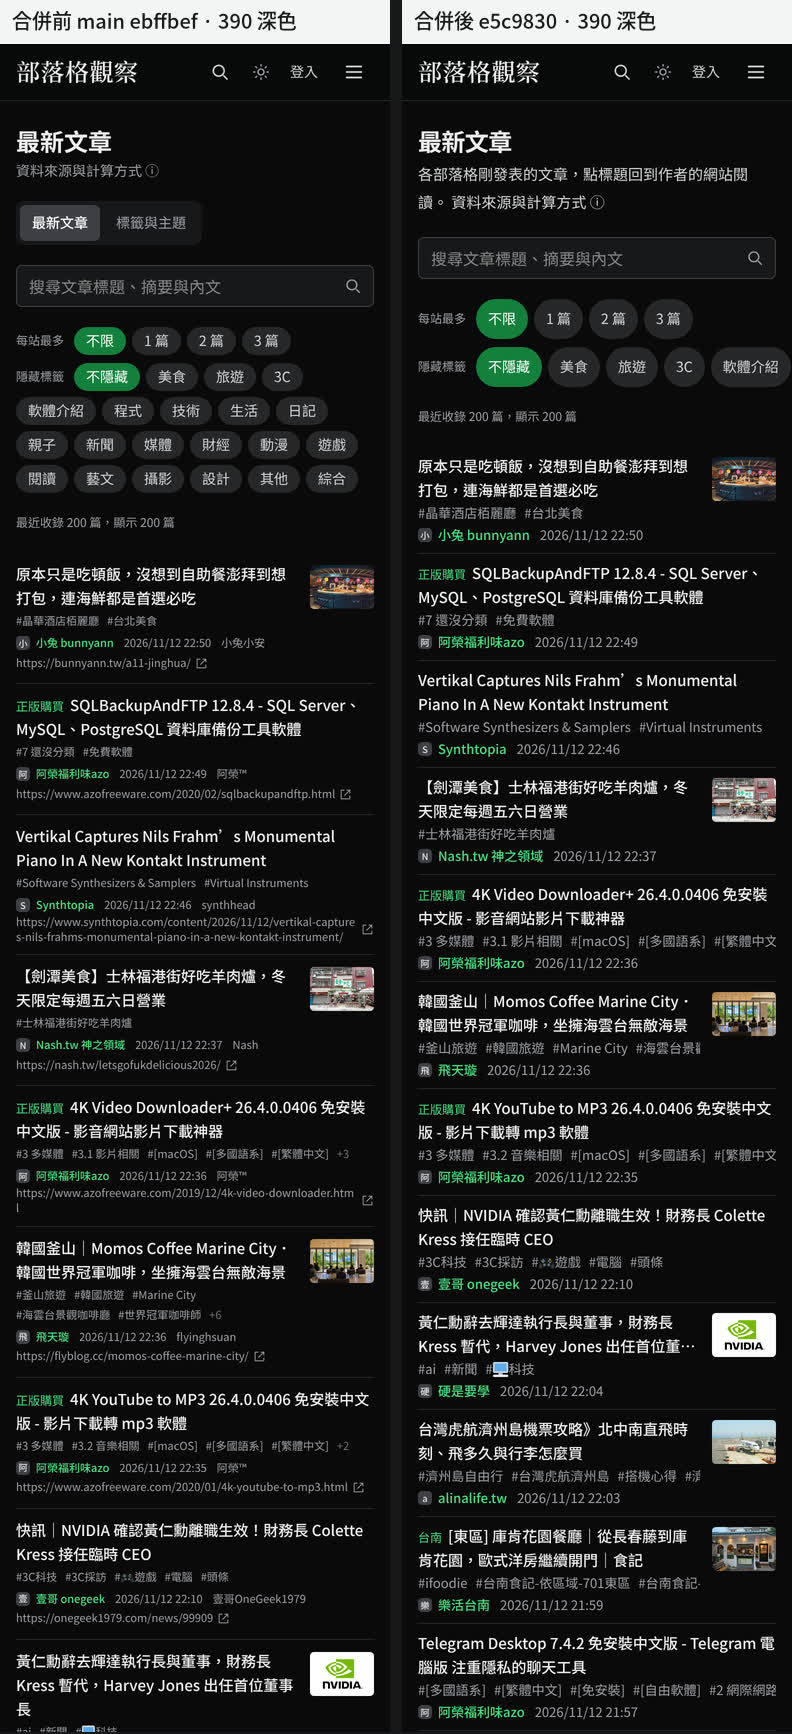 合併前 main ebffbef · 390 深色
部落格觀察
登入
最新文章
資料來源與計算方式 ⓘ
最新文章 標籤與主題
搜尋文章標題、摘要與內文
每站最多 不限 1 篇 2 篇 3 篇
隱藏標籤 不隱藏 美食 旅遊 3C
軟體介紹 程式 技術 生活 日記
親子 新聞 媒體 財經 動漫 遊戲
閱讀 藝文 攝影 設計 其他 綜合
最近收錄 200 篇，顯示 200 篇
原本只是吃頓飯，沒想到自助餐澎拜到想
打包，連海鮮都是首選必吃
#晶華酒店栢麗廳 #台北美食
小 小兔 bunnyann 2026/11/12 22:50 小兔小安
https://bunnyann.tw/a11-jinghua/
正版購買 SQLBackupAndFTP 12.8.4 - SQL Server、
MySQL、PostgreSQL 資料庫備份工具軟體
#7 還沒分類 #免費軟體
阿 阿榮福利味azo 2026/11/12 22:49 阿榮™
https://www.azofreeware.com/2020/02/sqlbackupandftp.html
Vertikal Captures Nils Frahm’s Monumental
Piano In A New Kontakt Instrument
#Software Synthesizers & Samplers #Virtual Instruments
S Synthtopia 2026/11/12 22:46 synthhead
https://www.synthtopia.com/content/2026/11/12/vertikal-capture
s-nils-frahms-monumental-piano-in-a-new-kontakt-instrument/
【劍潭美食】士林福港街好吃羊肉爐，冬
天限定每週五六日營業
#士林福港街好吃羊肉爐
N Nash.tw 神之領域 2026/11/12 22:37 Nash
https://nash.tw/letsgofukdelicious2026/
正版購買 4K Video Downloader+ 26.4.0.0406 免安裝
中文版 - 影音網站影片下載神器
#3 多媒體 #3.1 影片相關 #[macOS] #[多國語系] #[繁體中文] +3
阿 阿榮福利味azo 2026/11/12 22:36 阿榮™
https://www.azofreeware.com/2019/12/4k-video-downloader.htm
l
韓國釜山｜Momos Coffee Marine City・
韓國世界冠軍咖啡，坐擁海雲台無敵海景
#釜山旅遊 #韓國旅遊 #Marine City
#海雲台景觀咖啡廳 #世界冠軍咖啡師 +6
飛 飛天璇 2026/11/12 22:36 flyinghsuan
https://flyblog.cc/momos-coffee-marine-city/
正版購買 4K YouTube to MP3 26.4.0.0406 免安裝中文
版 - 影片下載轉 mp3 軟體
#3 多媒體 #3.2 音樂相關 #[macOS] #[多國語系] #[繁體中文] +2
阿 阿榮福利味azo 2026/11/12 22:35 阿榮™
https://www.azofreeware.com/2020/01/4k-youtube-to-mp3.html
快訊｜NVIDIA 確認黃仁勳離職生效！財務長 Colette
Kress 接任臨時 CEO
#3C科技 #3C採訪 #🎮遊戲 #電腦 #頭條
壹 壹哥 onegeek 2026/11/12 22:10 壹哥OneGeek1979
https://onegeek1979.com/news/99909
黃仁勳辭去輝達執行長與董事，財務長
Kress 暫代，Harvey Jones 出任首位董事
長
NVIDIA.
#ai #新聞 #🖥️科技
合併後 e5c9830 · 390 深色
部落格觀察
登入
最新文章
各部落格剛發表的文章，點標題回到作者的網站閱
讀。 資料來源與計算方式 ⓘ
搜尋文章標題、摘要與內文
每站最多 不限 1 篇 2 篇 3 篇
隱藏標籤 不隱藏 美食 旅遊 3C 軟體介紹
最近收錄 200 篇，顯示 200 篇
原本只是吃頓飯，沒想到自助餐澎拜到想
打包，連海鮮都是首選必吃
#晶華酒店栢麗廳 #台北美食
小 小兔 bunnyann 2026/11/12 22:50
正版購買 SQLBackupAndFTP 12.8.4 - SQL Server、
MySQL、PostgreSQL 資料庫備份工具軟體
#7 還沒分類 #免費軟體
阿 阿榮福利味azo 2026/11/12 22:49
Vertikal Captures Nils Frahm’s Monumental
Piano In A New Kontakt Instrument
#Software Synthesizers & Samplers #Virtual Instruments
S Synthtopia 2026/11/12 22:46
【劍潭美食】士林福港街好吃羊肉爐，冬
天限定每週五六日營業
#士林福港街好吃羊肉爐
N Nash.tw 神之領域 2026/11/12 22:37
正版購買 4K Video Downloader+ 26.4.0.0406 免安裝
中文版 - 影音網站影片下載神器
#3 多媒體 #3.1 影片相關 #[macOS] #[多國語系] #[繁體中文
阿 阿榮福利味azo 2026/11/12 22:36
韓國釜山｜Momos Coffee Marine City・
韓國世界冠軍咖啡，坐擁海雲台無敵海景
#釜山旅遊 #韓國旅遊 #Marine City #海雲台景
飛 飛天璇 2026/11/12 22:36
正版購買 4K YouTube to MP3 26.4.0.0406 免安裝中文
版 - 影片下載轉 mp3 軟體
#3 多媒體 #3.2 音樂相關 #[macOS] #[多國語系] #[繁體中文
阿 阿榮福利味azo 2026/11/12 22:35
快訊｜NVIDIA 確認黃仁勳離職生效！財務長 Colette
Kress 接任臨時 CEO
#3C科技 #3C採訪 #🎮遊戲 #電腦 #頭條
壹 壹哥 onegeek 2026/11/12 22:10
黃仁勳辭去輝達執行長與董事，財務長
Kress 暫代，Harvey Jones 出任首位董…
NVIDIA.
#ai #新聞 #🖥️科技
硬 硬是要學 2026/11/12 22:04
台灣虎航濟州島機票攻略》北中南直飛時
刻、飛多久與行李怎麼買
#濟州島自由行 #台灣虎航濟州島 #搭機心得
a alinalife.tw 2026/11/12 22:03
台南 [東區] 庫肯花園餐廳｜從長春藤到庫
肯花園，歐式洋房繼續開門｜食記
#ifoodie #台南食記-依區域-701東區 #台南食記-
樂 樂活台南 2026/11/12 21:59
Telegram Desktop 7.4.2 免安裝中文版 - Telegram 電
腦版 注重隱私的聊天工具
#[多國語系] #[繁體中文] #[免安裝] #[自由軟體] #2 網際網路
阿 阿榮福利味azo 2026/11/12 21:57